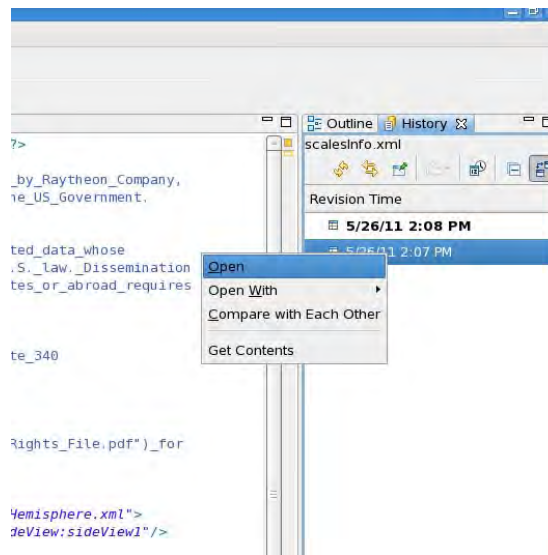 ?>
_by_Raytheon_Company,
he_US_Government.
ted_data_whose
.S._law._Dissemination
tes_or_abroad_requires
te_340
Rights_File.pdf")_for
Hemisphere.xml">
deView:sideView1"/>
Outline History
scalesInfo.xml
Revision Time
5/26/11 2:08 PM
5/26/11 2:07 PM
Open
Open With
Compare with Each Other
Get Contents